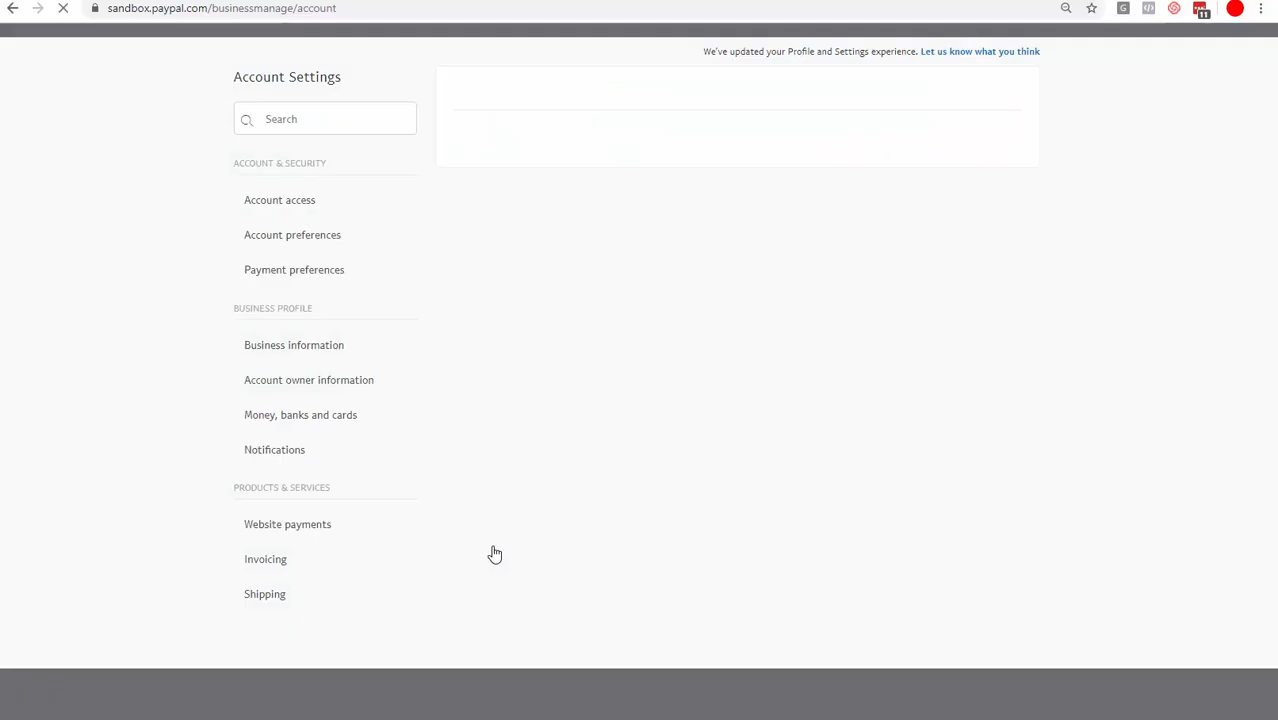 sandbox.paypal.com/businessmanage/account
11
We've updated your Profile and Settings experience. Let us know what you think
Account Settings
Search
ACCOUNT & SECURITY
Account access
Account preferences
Payment preferences
BUSINESS PROFILE
Business information
Account owner information
Money, banks and cards
Notifications
PRODUCTS & SERVICES
Website payments
Invoicing
Shipping